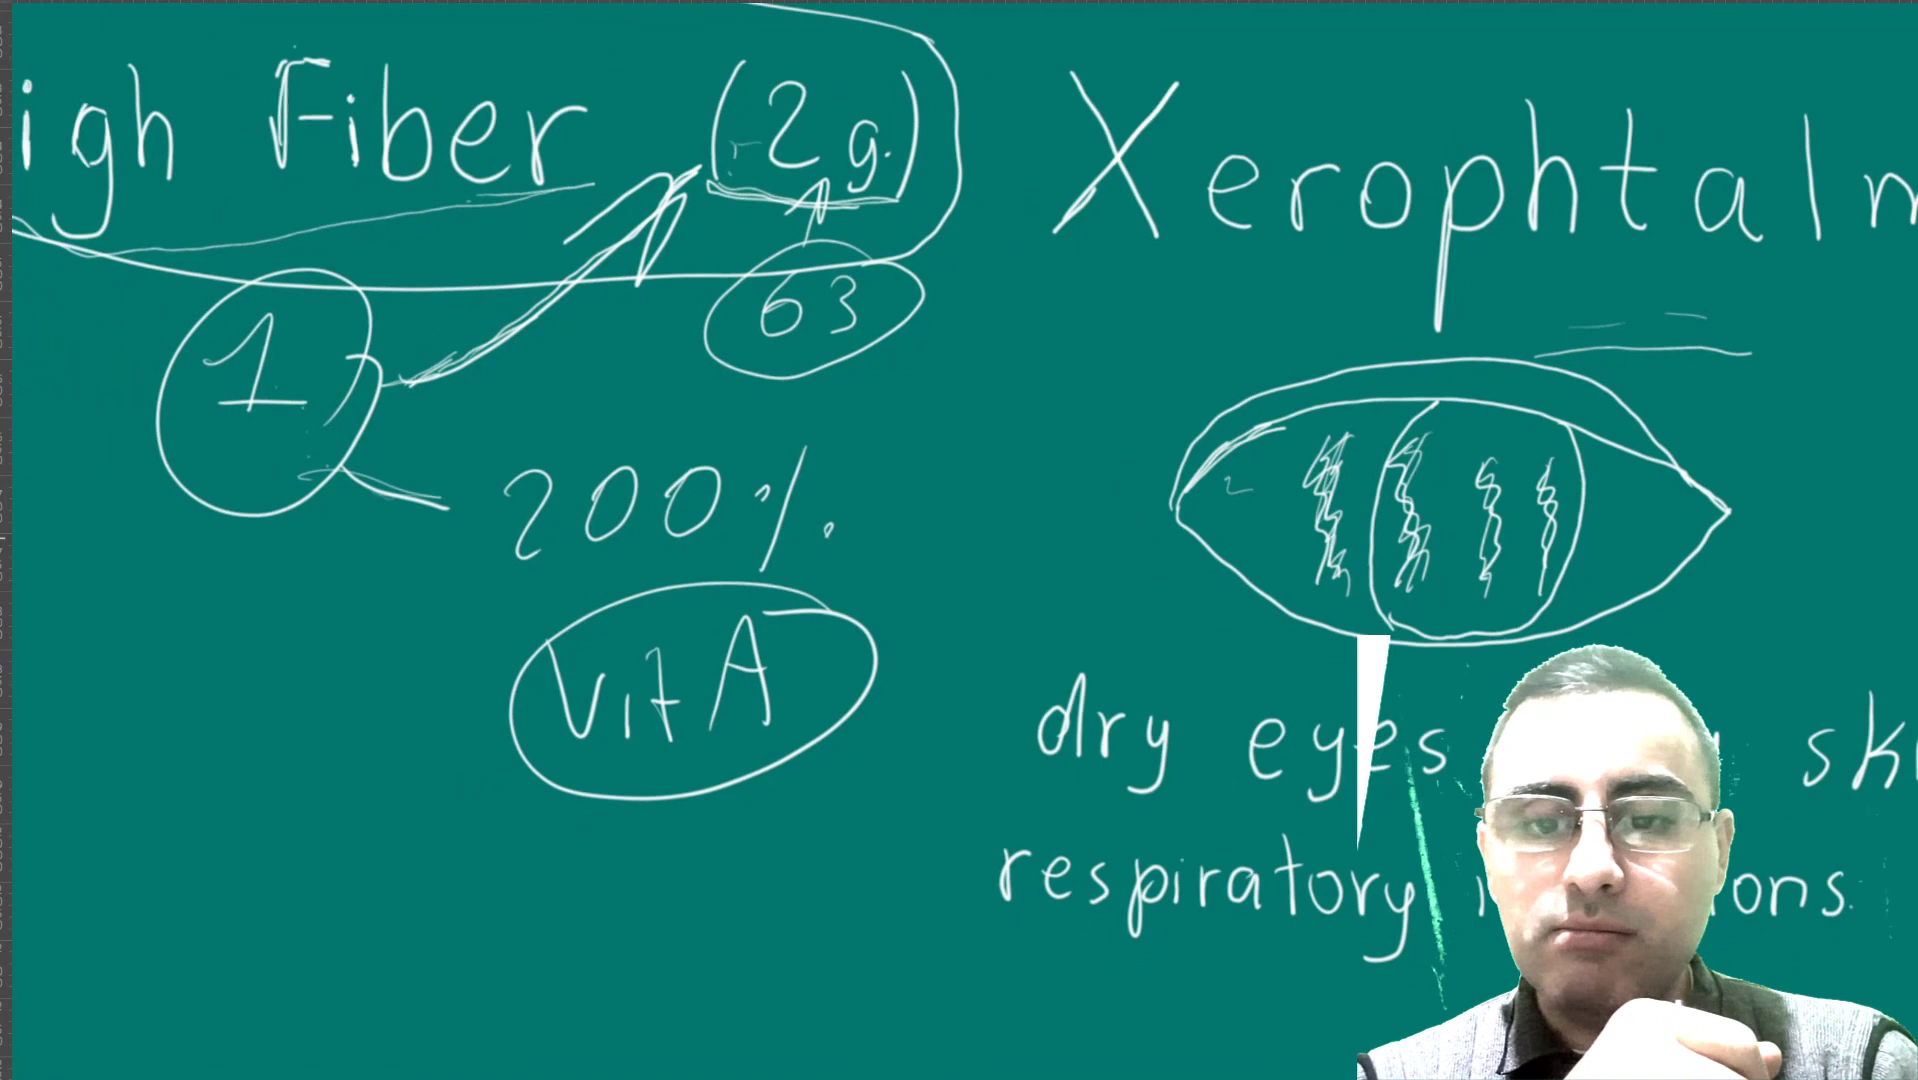 igh Fiber (2g.)
1
63
200%.
Vit A
Xerophtalm
dry eyes sk
respiratory ons.